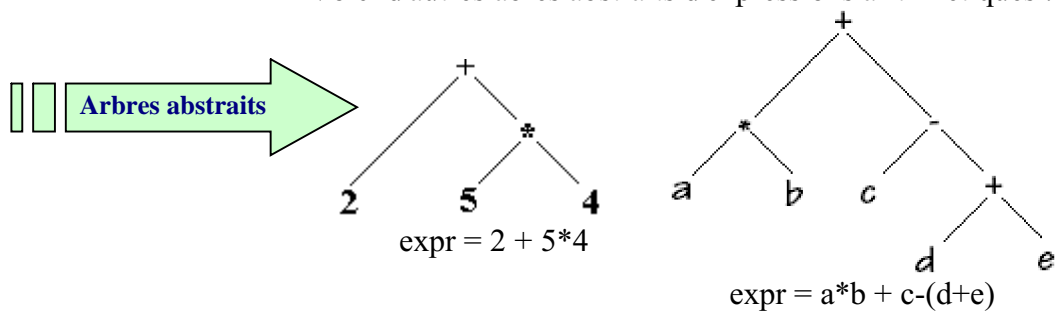 Arbres abstraits
+
*
2
5
4
expr = 2 + 5*4
+
*
-
a
b
c
+
d
e
expr = a*b + c-(d+e)